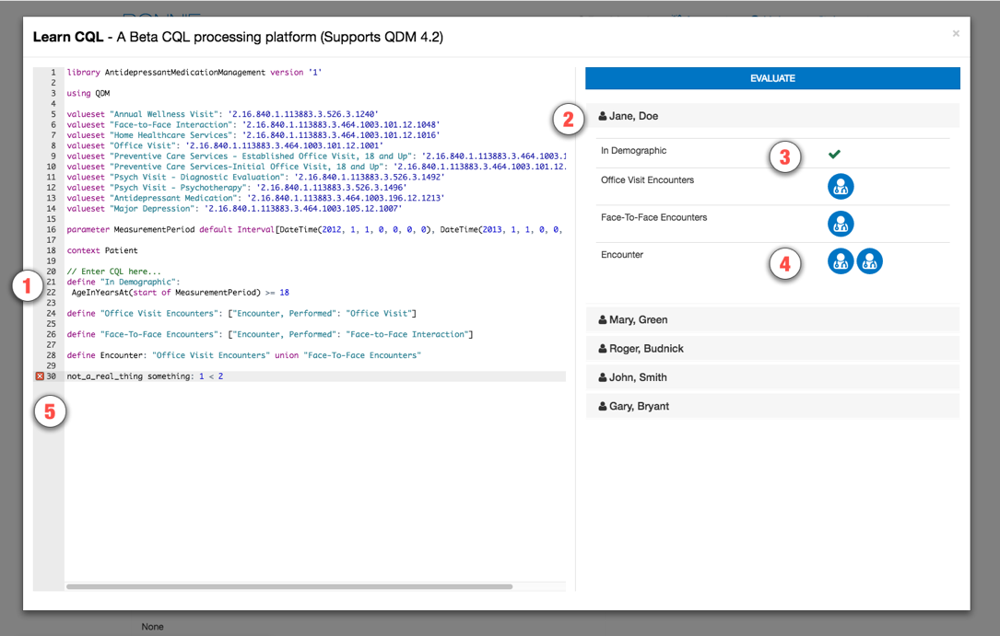 Learn CQL - A Beta CQL processing platform (Supports QDM 4.2)
×
1 library AntidepressantMedicationManagement version '1'
2
3 using QDM
4
5 valueset "Annual Wellness Visit": '2.16.840.1.113883.3.526.3.1240'
6 valueset "Face-to-Face Interaction": '2.16.840.1.113883.3.464.1003.101.12.1048'
7 valueset "Home Healthcare Services": '2.16.840.1.113883.3.464.1003.101.12.1016'
8 valueset "Office Visit": '2.16.840.1.113883.3.464.1003.101.12.1001'
9 valueset "Preventive Care Services - Established Office Visit, 18 and Up": '2.16.840.1.113883.3.464.1003.1
10 valueset "Preventive Care Services-Initial Office Visit, 18 and Up": '2.16.840.1.113883.3.464.1003.101.12.
11 valueset "Psych Visit - Diagnostic Evaluation": '2.16.840.1.113883.3.526.3.1492'
12 valueset "Psych Visit - Psychotherapy": '2.16.840.1.113883.3.526.3.1496'
13 valueset "Antidepressant Medication": '2.16.840.1.113883.3.464.1003.196.12.1213'
14 valueset "Major Depression": '2.16.840.1.113883.3.464.1003.105.12.1007'
15
16 parameter MeasurementPeriod default Interval[DateTime(2012, 1, 1, 0, 0, 0, 0), DateTime(2013, 1, 1, 0, 0,
17
18 context Patient
19
20 // Enter CQL here...
21 define "In Demographic":
22 AgeInYearsAt(start of MeasurementPeriod) >= 18
23
24 define "Office Visit Encounters": ["Encounter, Performed": "Office Visit"]
25
26 define "Face-To-Face Encounters": ["Encounter, Performed": "Face-to-Face Interaction"]
27
28 define Encounter: "Office Visit Encounters" union "Face-To-Face Encounters"
29
30 not_a_real_thing something: 1 < 2
1
5
EVALUATE
2
Jane, Doe
In Demographic
3
Office Visit Encounters
Face-To-Face Encounters
Encounter
4
Mary, Green
Roger, Budnick
John, Smith
Gary, Bryant
None